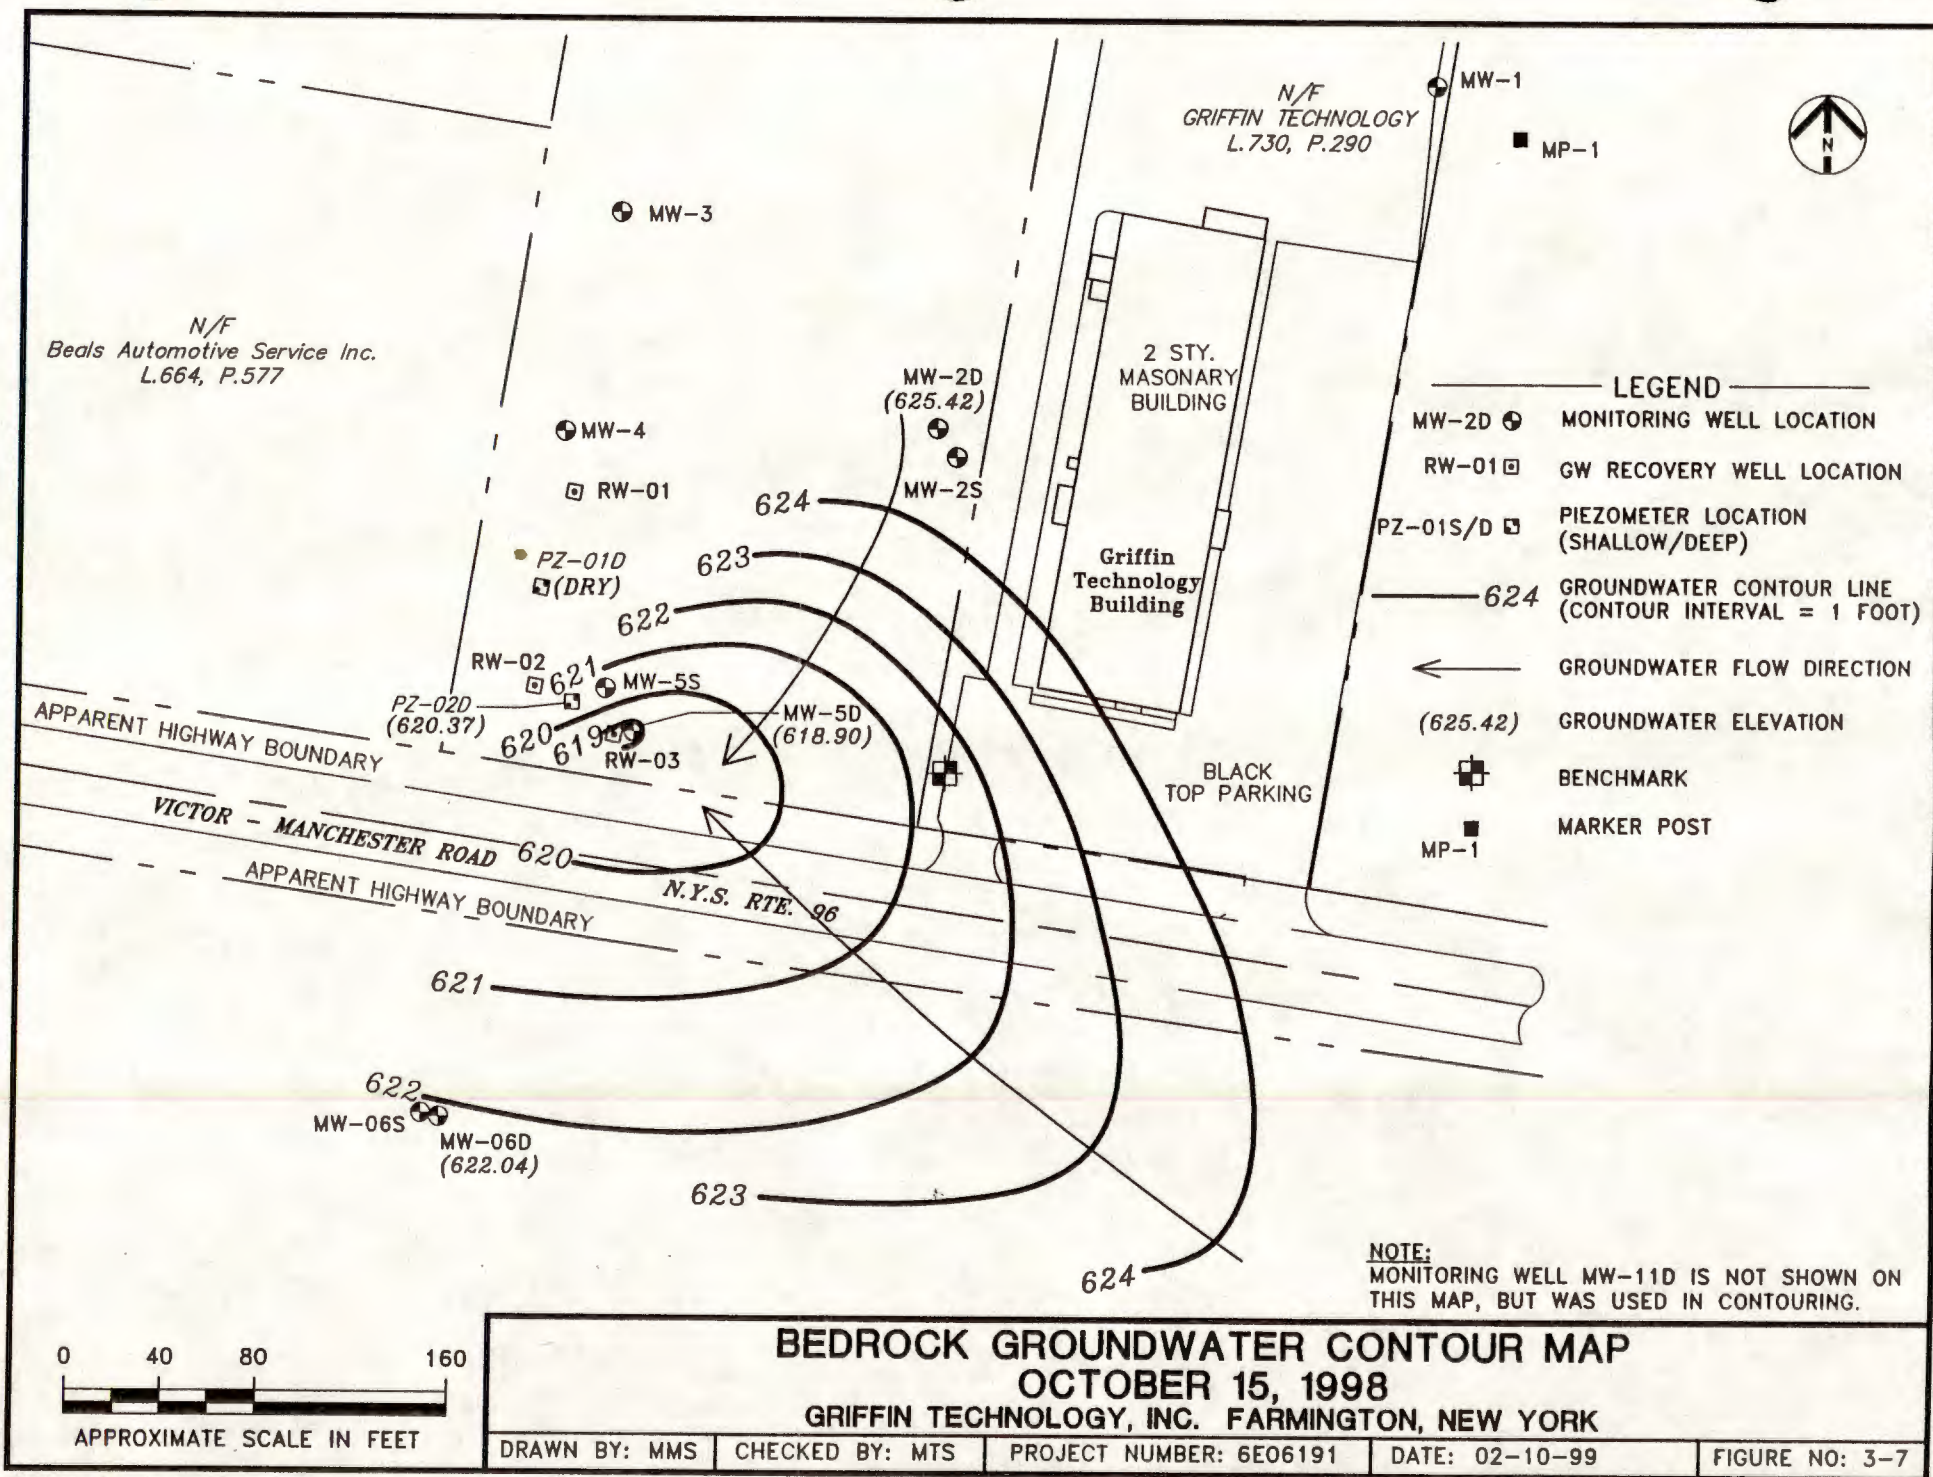 N/F
GRIFFIN TECHNOLOGY
L.730, P.290
MW-1
MP-1
N
MW-3
N/F
Beals Automotive Service Inc.
L.664, P.577
MW-2D
(625.42)
MW-2S
2 STY.
MASONARY
BUILDING
Griffin
Technology
Building
MW-4
RW-01
PZ-01D
(DRY)
624
623
622
621
620
619
RW-02
MW-5S
PZ-02D
(620.37)
MW-5D
(618.90)
RW-03
APPARENT HIGHWAY BOUNDARY
VICTOR - MANCHESTER ROAD
620
N.Y.S. RTE. 96
APPARENT HIGHWAY BOUNDARY
BLACK
TOP PARKING
621
622
MW-06S
MW-06D
(622.04)
623
624
LEGEND
MW-2D MONITORING WELL LOCATION
RW-01 GW RECOVERY WELL LOCATION
PZ-01S/D PIEZOMETER LOCATION
(SHALLOW/DEEP)
624 GROUNDWATER CONTOUR LINE
(CONTOUR INTERVAL = 1 FOOT)
GROUNDWATER FLOW DIRECTION
(625.42) GROUNDWATER ELEVATION
BENCHMARK
MP-1 MARKER POST
NOTE:
MONITORING WELL MW-11D IS NOT SHOWN ON
THIS MAP, BUT WAS USED IN CONTOURING.
0 40 80 160
APPROXIMATE SCALE IN FEET
BEDROCK GROUNDWATER CONTOUR MAP
OCTOBER 15, 1998
GRIFFIN TECHNOLOGY, INC. FARMINGTON, NEW YORK
DRAWN BY: MMS CHECKED BY: MTS PROJECT NUMBER: 6E06191 DATE: 02-10-99 FIGURE NO: 3-7